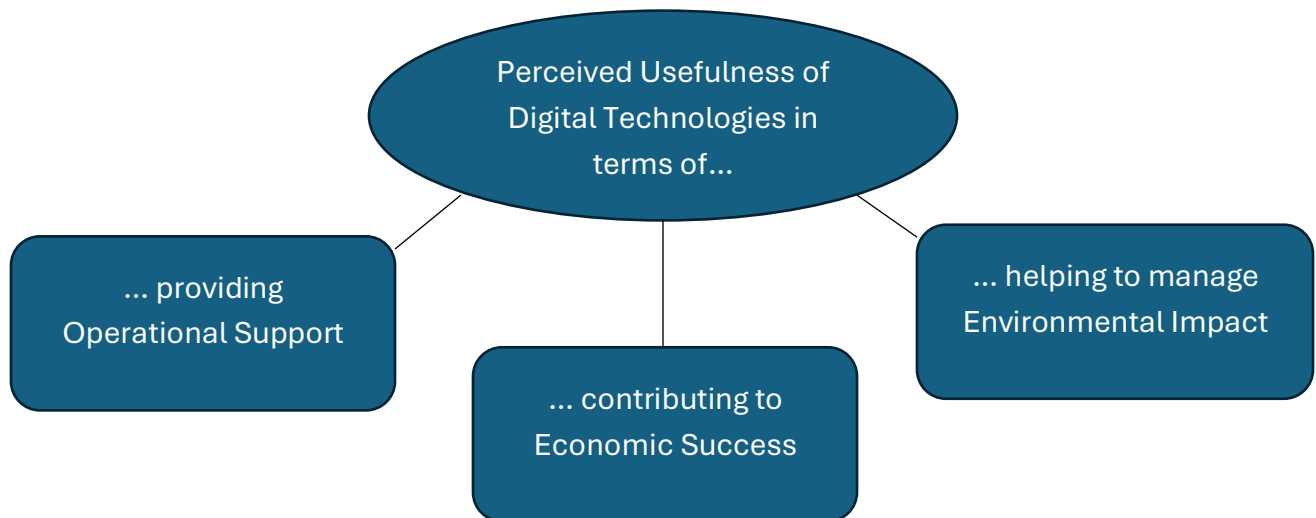 Perceived Usefulness of
Digital Technologies in
terms of...
... providing
Operational Support
... contributing to
Economic Success
... helping to manage
Environmental Impact